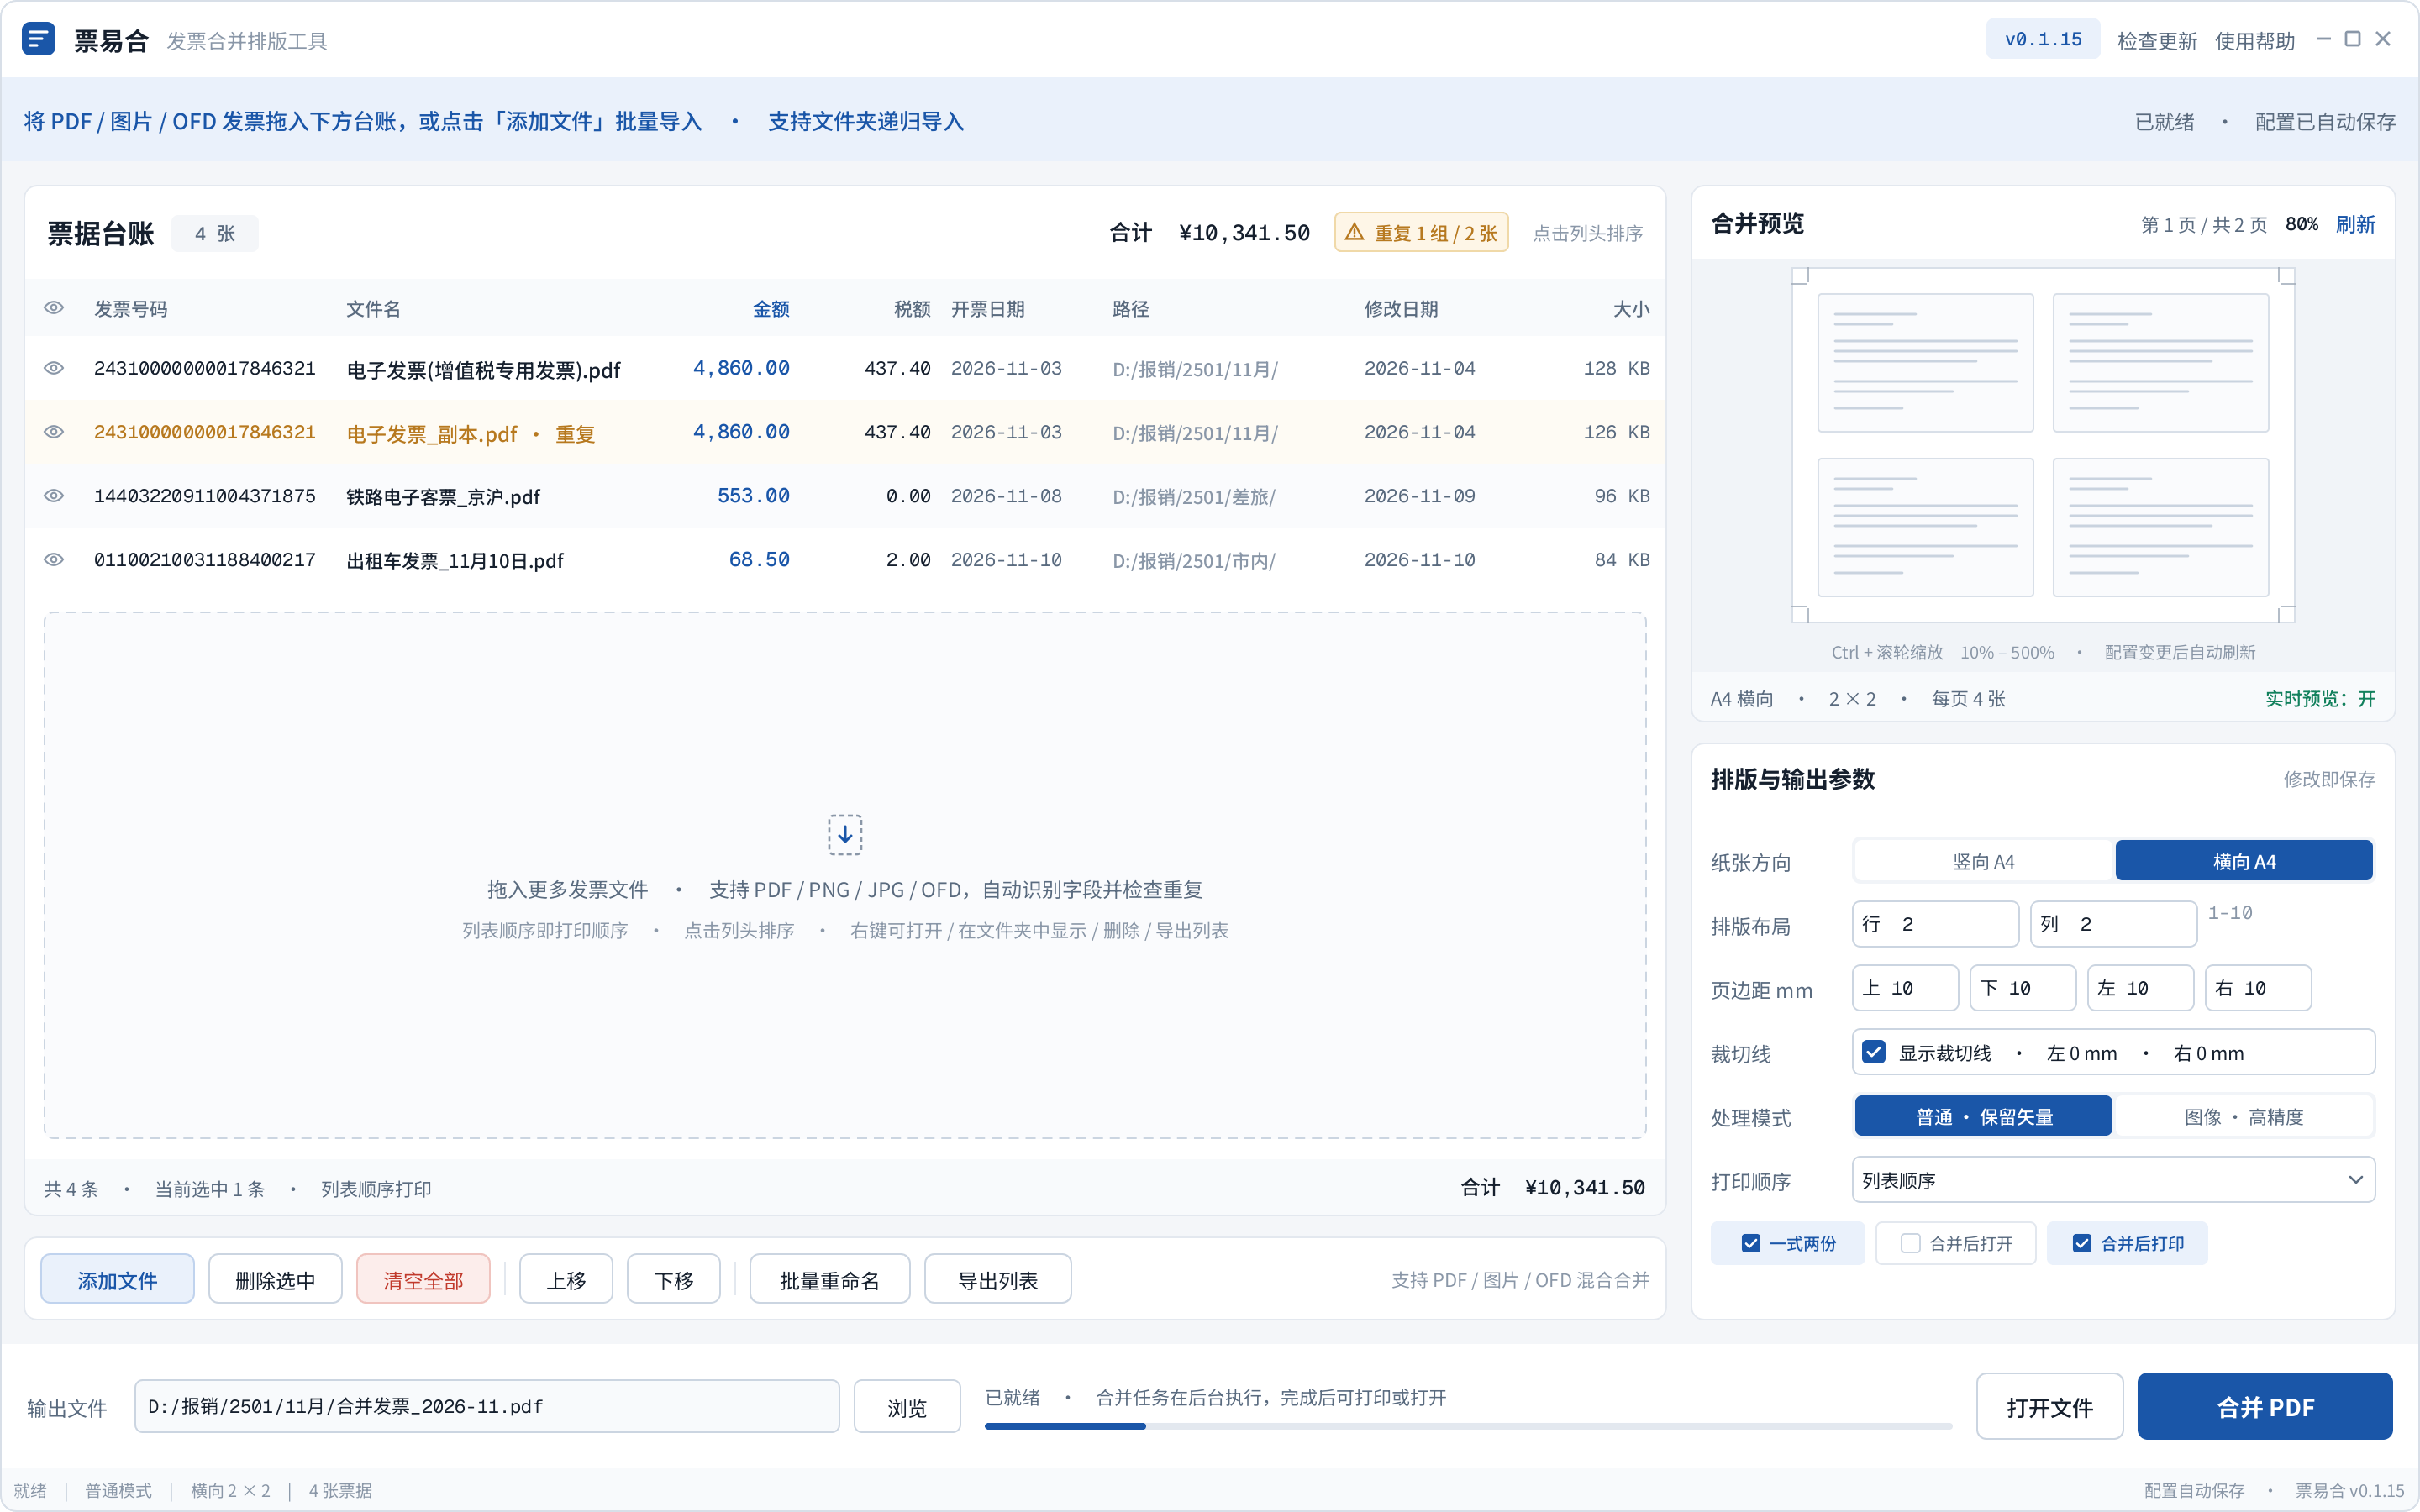 票易合 发票合并排版工具 v0.1.15 检查更新 使用帮助
将 PDF / 图片 / OFD 发票拖入下方台账，或点击「添加文件」批量导入 · 支持文件夹递归导入 已就绪 · 配置已自动保存
票据台账 4 张 合计 ¥10,341.50 重复 1 组 / 2 张 点击列头排序
发票号码 文件名 金额 税额 开票日期 路径 修改日期 大小
24310000000017846321 电子发票(增值税专用发票).pdf 4,860.00 437.40 2026-11-03 D:/报销/2501/11月/ 2026-11-04 128 KB
24310000000017846321 电子发票_副本.pdf · 重复 4,860.00 437.40 2026-11-03 D:/报销/2501/11月/ 2026-11-04 126 KB
14403220911004371875 铁路电子客票_京沪.pdf 553.00 0.00 2026-11-08 D:/报销/2501/差旅/ 2026-11-09 96 KB
01100210031188400217 出租车发票_11月10日.pdf 68.50 2.00 2026-11-10 D:/报销/2501/市内/ 2026-11-10 84 KB
拖入更多发票文件 · 支持 PDF / PNG / JPG / OFD，自动识别字段并检查重复
列表顺序即打印顺序 · 点击列头排序 · 右键可打开 / 在文件夹中显示 / 删除 / 导出列表
共 4 条 · 当前选中 1 条 · 列表顺序打印 合计 ¥10,341.50
添加文件 删除选中 清空全部 上移 下移 批量重命名 导出列表 支持 PDF / 图片 / OFD 混合合并
合并预览 第 1 页 / 共 2 页 80% 刷新
Ctrl + 滚轮缩放 10% – 500% · 配置变更后自动刷新
A4 横向 · 2 × 2 · 每页 4 张 实时预览：开
排版与输出参数 修改即保存
纸张方向 竖向 A4 横向 A4
排版布局 行 2 列 2 1–10
页边距 mm 上 10 下 10 左 10 右 10
裁切线 显示裁切线 · 左 0 mm · 右 0 mm
处理模式 普通 · 保留矢量 图像 · 高精度
打印顺序 列表顺序
一式两份 合并后打开 合并后打印
输出文件 D:/报销/2501/11月/合并发票_2026-11.pdf 浏览 已就绪 · 合并任务在后台执行，完成后可打印或打开 打开文件 合并 PDF
就绪 | 普通模式 | 横向 2 × 2 | 4 张票据 配置自动保存 · 票易合 v0.1.15